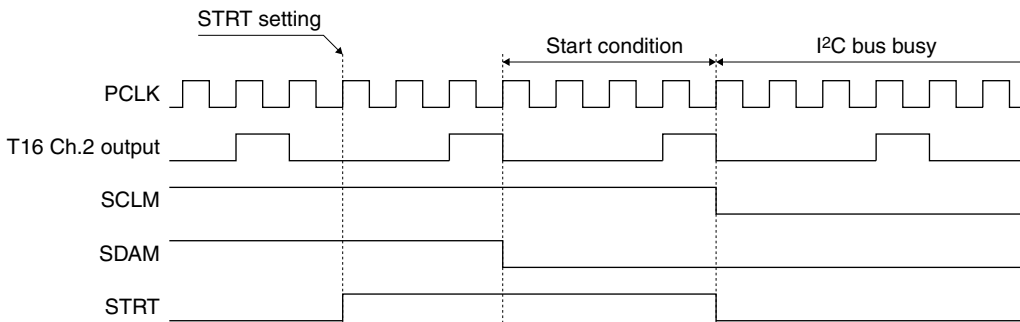 STRT setting
Start condition
I²C bus busy
PCLK
T16 Ch.2 output
SCLM
SDAM
STRT